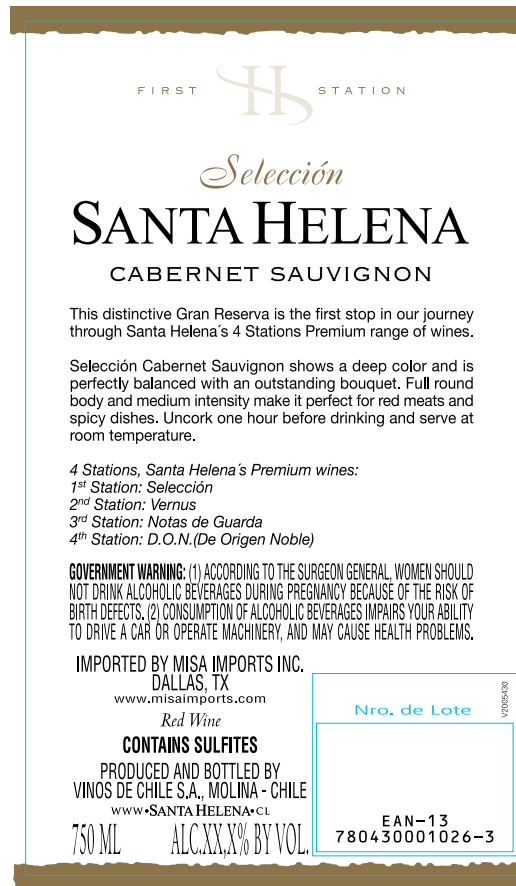 FIRST H STATION
Selección
SANTA HELENA
CABERNET SAUVIGNON
This distinctive Gran Reserva is the first stop in our journey
through Santa Helena´s 4 Stations Premium range of wines.
Selección Cabernet Sauvignon shows a deep color and is
perfectly balanced with an outstanding bouquet. Full round
body and medium intensity make it perfect for red meats and
spicy dishes. Uncork one hour before drinking and serve at
room temperature.
4 Stations, Santa Helena´s Premium wines:
1st Station: Selección
2nd Station: Vernus
3rd Station: Notas de Guarda
4th Station: D.O.N.(De Origen Noble)
GOVERNMENT WARNING: (1) ACCORDING TO THE SURGEON GENERAL, WOMEN SHOULD
NOT DRINK ALCOHOLIC BEVERAGES DURING PREGNANCY BECAUSE OF THE RISK OF
BIRTH DEFECTS. (2) CONSUMPTION OF ALCOHOLIC BEVERAGES IMPAIRS YOUR ABILITY
TO DRIVE A CAR OR OPERATE MACHINERY, AND MAY CAUSE HEALTH PROBLEMS.
IMPORTED BY MISA IMPORTS INC.
DALLAS, TX
www.misaimports.com
Red Wine
CONTAINS SULFITES
PRODUCED AND BOTTLED BY
VINOS DE CHILE S.A., MOLINA - CHILE
WWW•SANTA HELENA•CL
750 ML ALC.XX,X% BY VOL.
Nro. de Lote
V2005430
EAN-13
780430001026-3